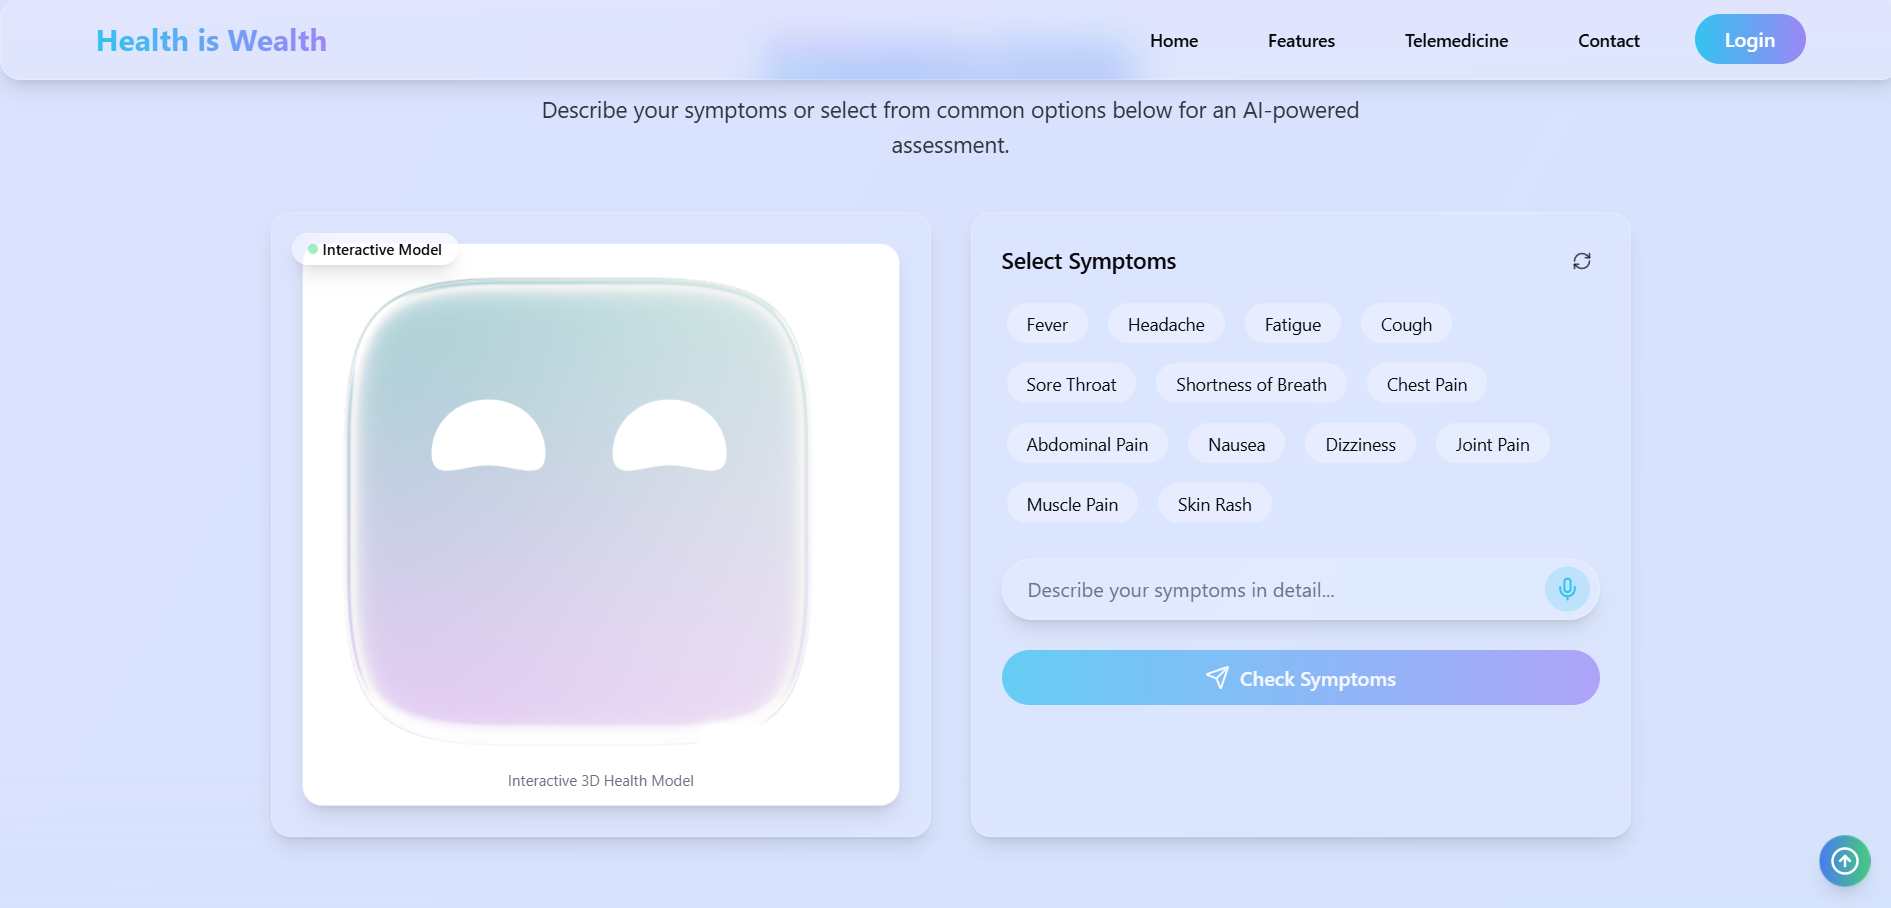 Health is Wealth
Home
Features
Telemedicine
Contact
Login
Describe your symptoms or select from common options below for an AI-powered
assessment.
Interactive Model
Interactive 3D Health Model
Select Symptoms
Fever
Headache
Fatigue
Cough
Sore Throat
Shortness of Breath
Chest Pain
Abdominal Pain
Nausea
Dizziness
Joint Pain
Muscle Pain
Skin Rash
Describe your symptoms in detail...
Check Symptoms